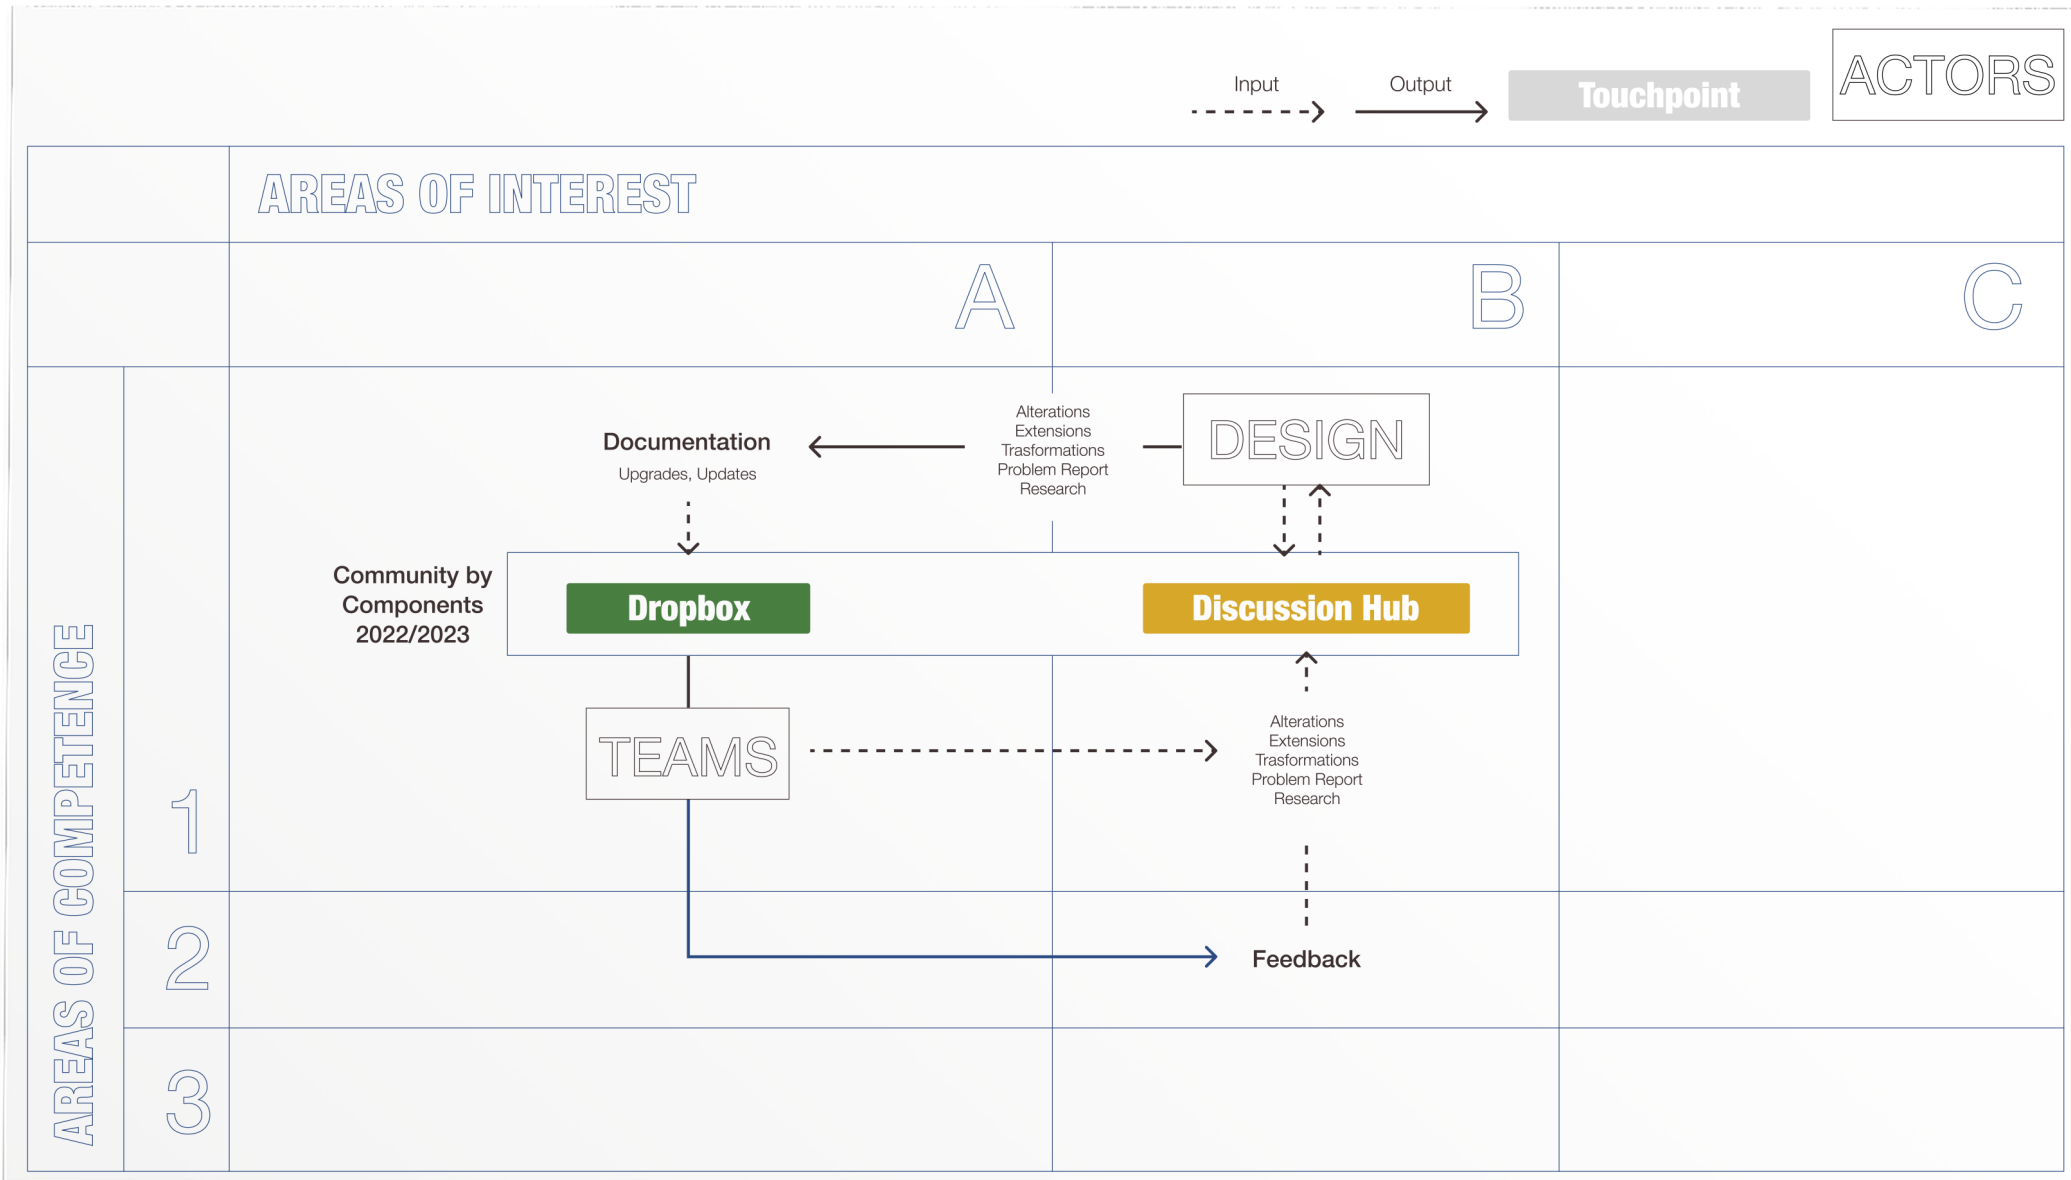 Input
Output
Touchpoint
ACTORS
AREAS OF INTEREST
A
B
C
AREAS OF COMPETENCE
1
2
3
Documentation
Upgrades, Updates
Alterations
Extensions
Trasformations
Problem Report
Research
DESIGN
Community by
Components
2022/2023
Dropbox
Discussion Hub
TEAMS
Alterations
Extensions
Trasformations
Problem Report
Research
Feedback